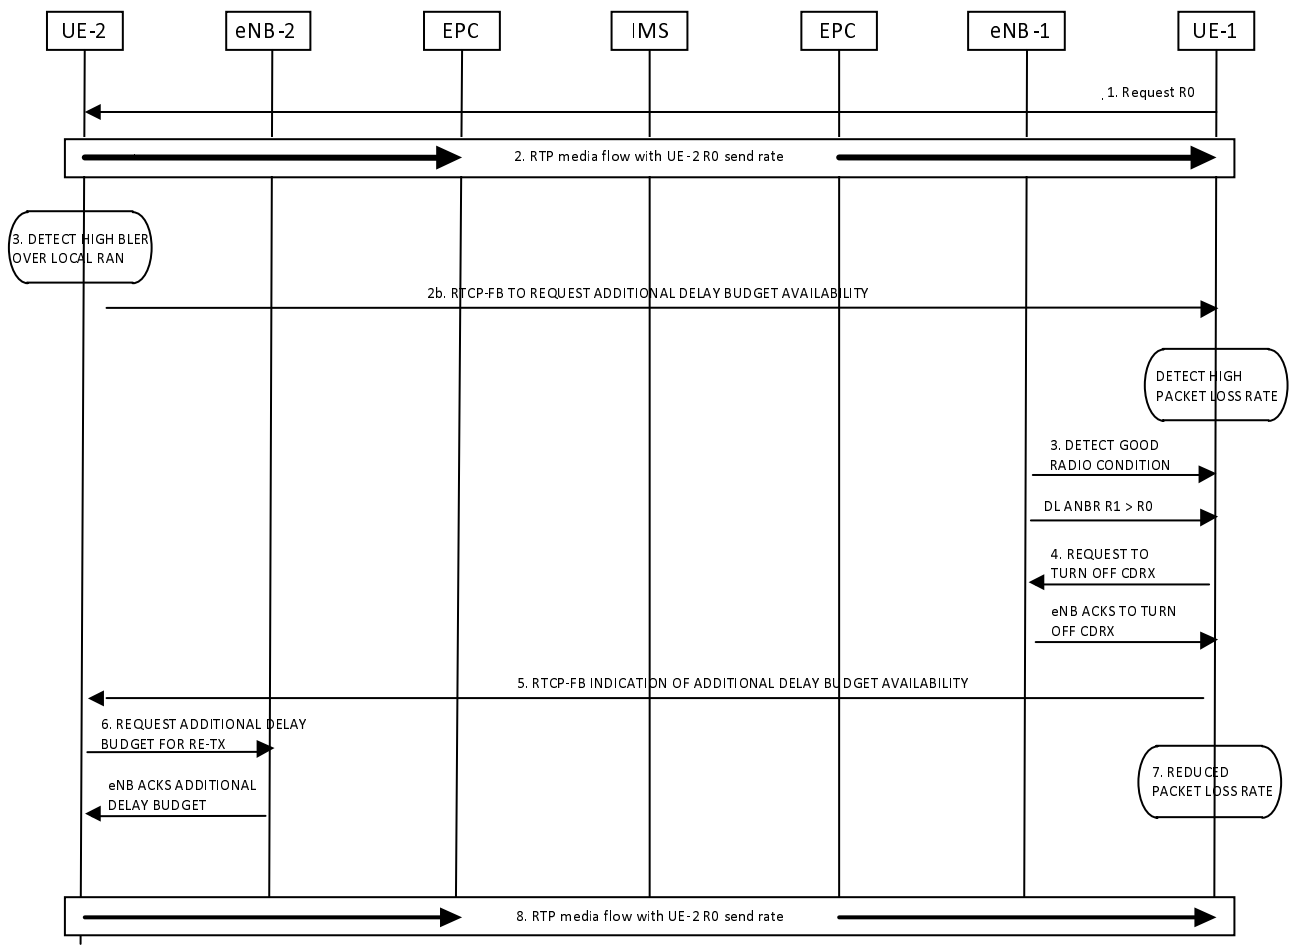 UE-2
eNB-2
EPC
IMS
EPC
eNB-1
UE-1
1. Request R0
2. RTP media flow with UE-2 R0 send rate
3. DETECT HIGH BLER
OVER LOCAL RAN
2b. RTCP-FB TO REQUEST ADDITIONAL DELAY BUDGET AVAILABILITY
DETECT HIGH
PACKET LOSS RATE
3. DETECT GOOD
RADIO CONDITION
DL ANBR R1 > R0
4. REQUEST TO
TURN OFF CDRX
eNB ACKS TO TURN
OFF CDRX
5. RTCP-FB INDICATION OF ADDITIONAL DELAY BUDGET AVAILABILITY
6. REQUEST ADDITIONAL DELAY
BUDGET FOR RE-TX
7. REDUCED
PACKET LOSS RATE
eNB ACKS ADDITIONAL
DELAY BUDGET
8. RTP media flow with UE-2 R0 send rate